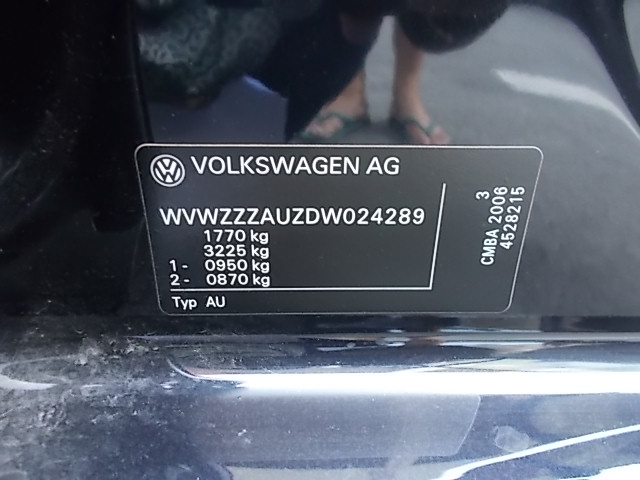 VOLKSWAGEN AG
WVWZZZAUZDW024289
1770 kg
3225 kg
1 - 0950 kg
2 - 0870 kg
Typ AU
3
CMBA 2006
4528215